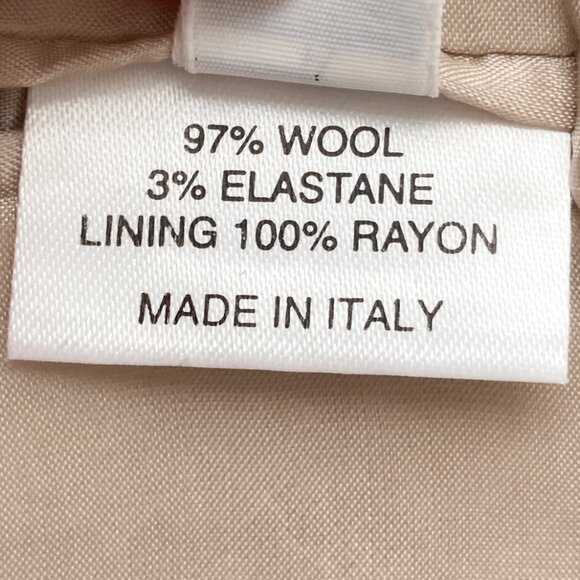 97% WOOL
3% ELASTANE
LINING 100% RAYON
MADE IN ITALY